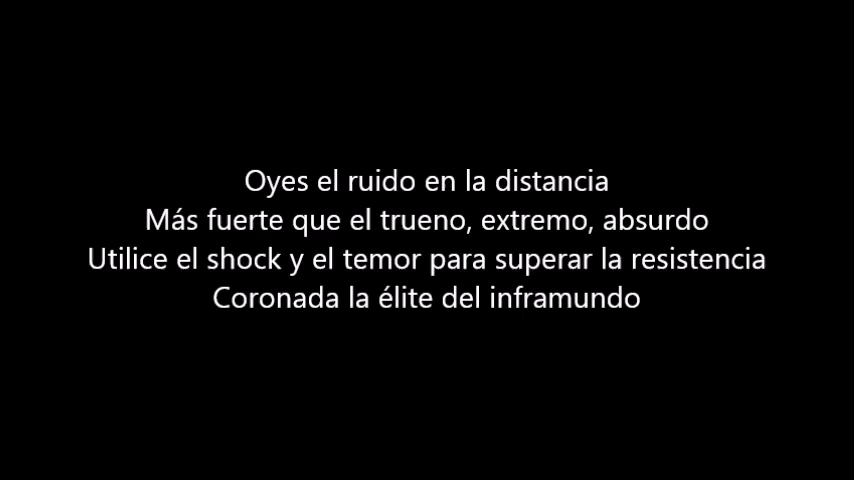 Oyes el ruido en la distancia
Más fuerte que el trueno, extremo, absurdo
Utilice el shock y el temor para superar la resistencia
Coronada la élite del inframundo